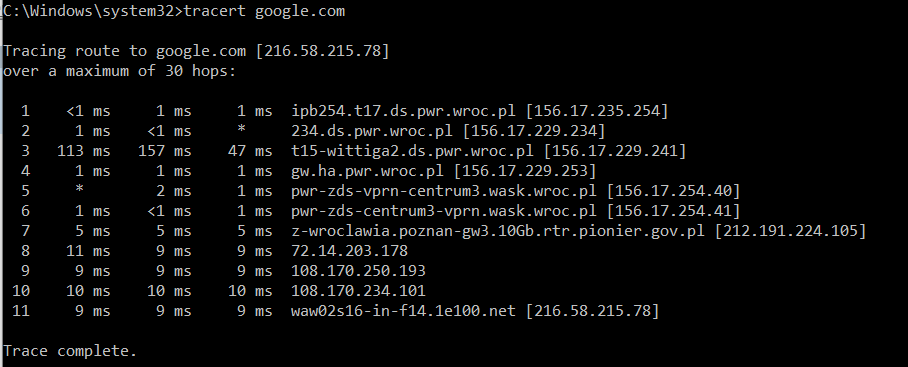 C:\Windows\system32>tracert google.com
Tracing route to google.com [216.58.215.78]
over a maximum of 30 hops:
1 <1 ms 1 ms 1 ms ipb254.t17.ds.pwr.wroc.pl [156.17.235.254]
2 1 ms <1 ms * 234.ds.pwr.wroc.pl [156.17.229.234]
3 113 ms 157 ms 47 ms t15-wittiga2.ds.pwr.wroc.pl [156.17.229.241]
4 1 ms 1 ms 1 ms gw.ha.pwr.wroc.pl [156.17.229.253]
5 * 2 ms 1 ms pwr-zds-vprn-centrum3.wask.wroc.pl [156.17.254.40]
6 1 ms <1 ms 1 ms pwr-zds-centrum3-vprn.wask.wroc.pl [156.17.254.41]
7 5 ms 5 ms 5 ms z-wroclawia.poznan-gw3.10Gb.rtr.pionier.gov.pl [212.191.224.105]
8 11 ms 9 ms 9 ms 72.14.203.178
9 9 ms 9 ms 9 ms 108.170.250.193
10 10 ms 10 ms 10 ms 108.170.234.101
11 9 ms 9 ms 9 ms waw02s16-in-f14.1e100.net [216.58.215.78]
Trace complete.